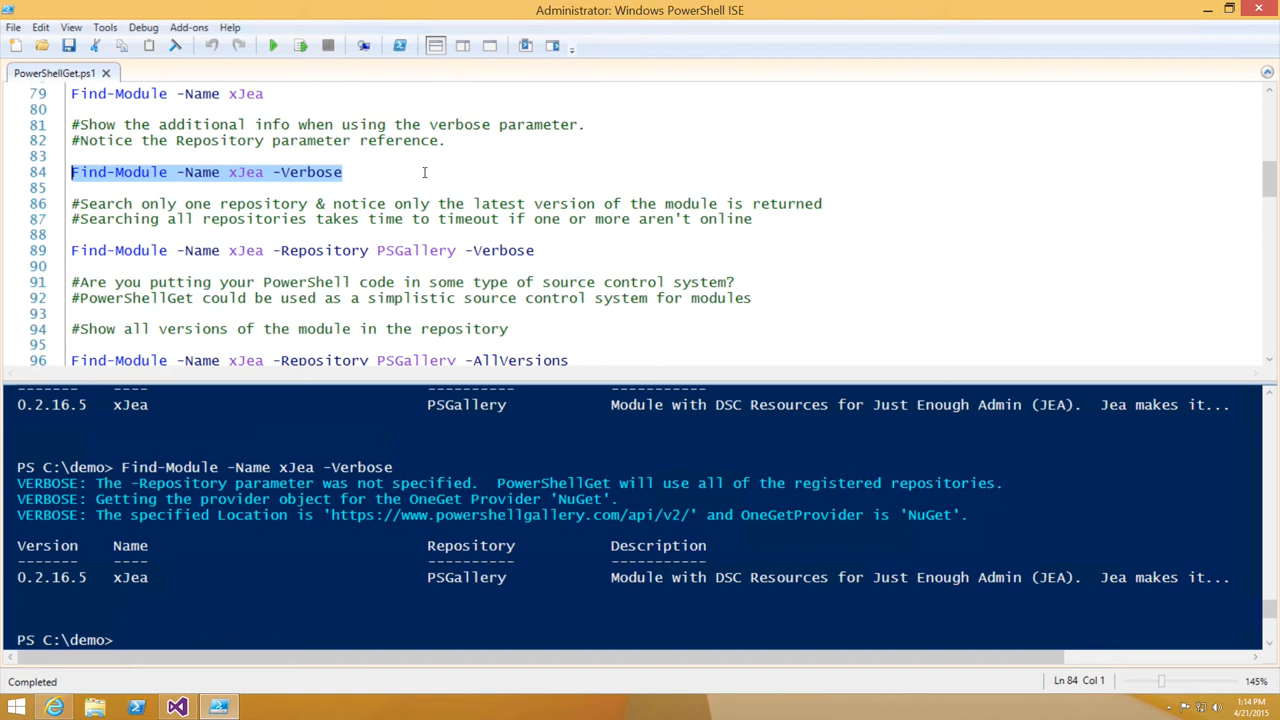 Administrator: Windows PowerShell ISE
File Edit View Tools Debug Add-ons Help
PowerShellGet.ps1
79 Find-Module -Name xJea
80
81 #Show the additional info when using the verbose parameter.
82 #Notice the Repository parameter reference.
83
84 Find-Module -Name xJea -Verbose
85
86 #Search only one repository & notice only the latest version of the module is returned
87 #Searching all repositories takes time to timeout if one or more aren't online
88
89 Find-Module -Name xJea -Repository PSGallery -Verbose
90
91 #Are you putting your PowerShell code in some type of source control system?
92 #PowerShellGet could be used as a simplistic source control system for modules
93
94 #Show all versions of the module in the repository
95
96 Find-Module -Name xJea -Repository PSGallery -AllVersions
------- ---- ---------- -----------
0.2.16.5 xJea PSGallery Module with DSC Resources for Just Enough Admin (JEA). Jea makes it...
PS C:\demo> Find-Module -Name xJea -Verbose
VERBOSE: The -Repository parameter was not specified. PowerShellGet will use all of the registered repositories.
VERBOSE: Getting the provider object for the OneGet Provider 'NuGet'.
VERBOSE: The specified Location is 'https://www.powershellgallery.com/api/v2/' and OneGetProvider is 'NuGet'.
Version Name Repository Description
------- ---- ---------- -----------
0.2.16.5 xJea PSGallery Module with DSC Resources for Just Enough Admin (JEA). Jea makes it...
PS C:\demo>
Completed Ln 84 Col 1 145%
1:14 PM
4/21/2015